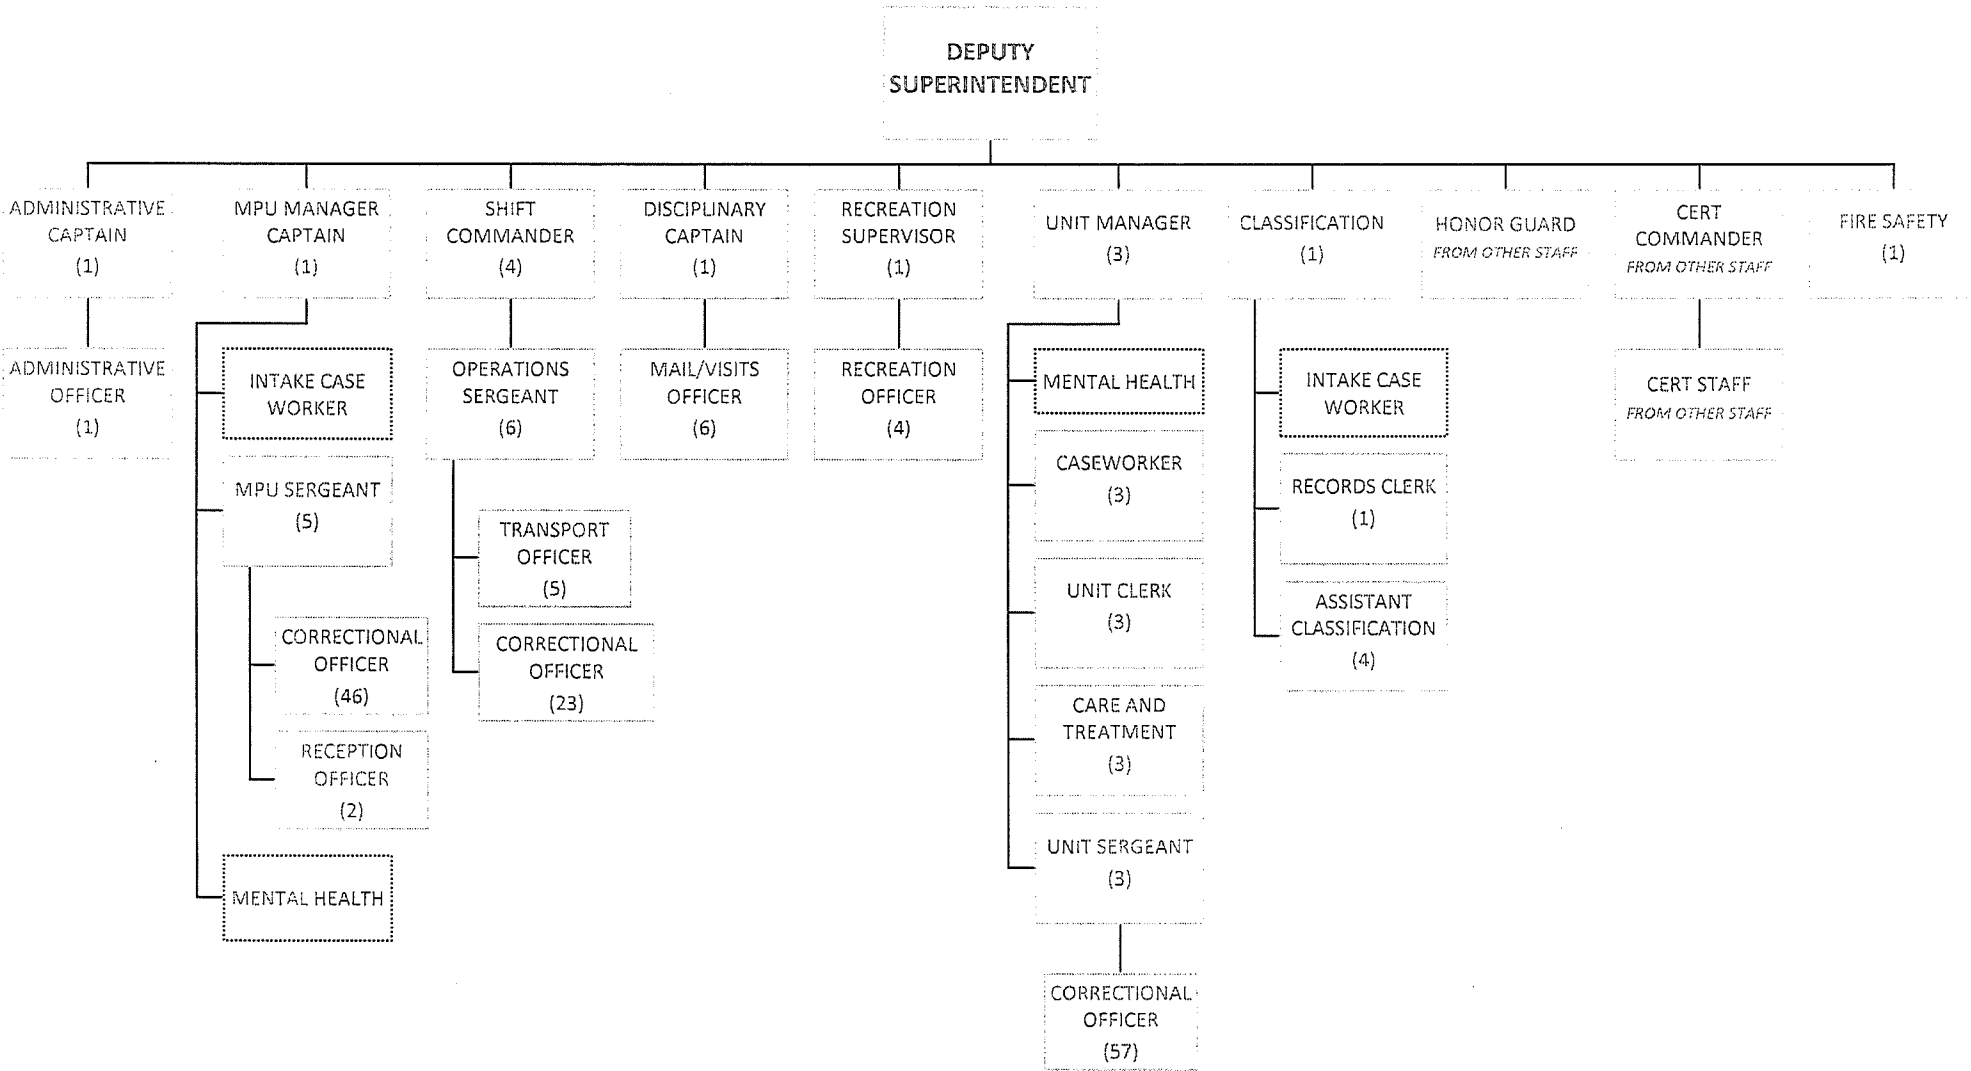 DEPUTY
SUPERINTENDENT
ADMINISTRATIVE
CAPTAIN
(1)
MPU MANAGER
CAPTAIN
(1)
SHIFT
COMMANDER
(4)
DISCIPLINARY
CAPTAIN
(1)
RECREATION
SUPERVISOR
(1)
UNIT MANAGER
(3)
CLASSIFICATION
(1)
HONOR GUARD
FROM OTHER STAFF
CERT
COMMANDER
FROM OTHER STAFF
FIRE SAFETY
(1)
ADMINISTRATIVE
OFFICER
(1)
INTAKE CASE
WORKER
MPU SERGEANT
(5)
CORRECTIONAL
OFFICER
(46)
RECEPTION
OFFICER
(2)
MENTAL HEALTH
OPERATIONS
SERGEANT
(6)
TRANSPORT
OFFICER
(5)
CORRECTIONAL
OFFICER
(23)
MAIL/VISITS
OFFICER
(6)
RECREATION
OFFICER
(4)
MENTAL HEALTH
CASEWORKER
(3)
UNIT CLERK
(3)
CARE AND
TREATMENT
(3)
UNIT SERGEANT
(3)
CORRECTIONAL
OFFICER
(57)
INTAKE CASE
WORKER
RECORDS CLERK
(1)
ASSISTANT
CLASSIFICATION
(4)
CERT STAFF
FROM OTHER STAFF